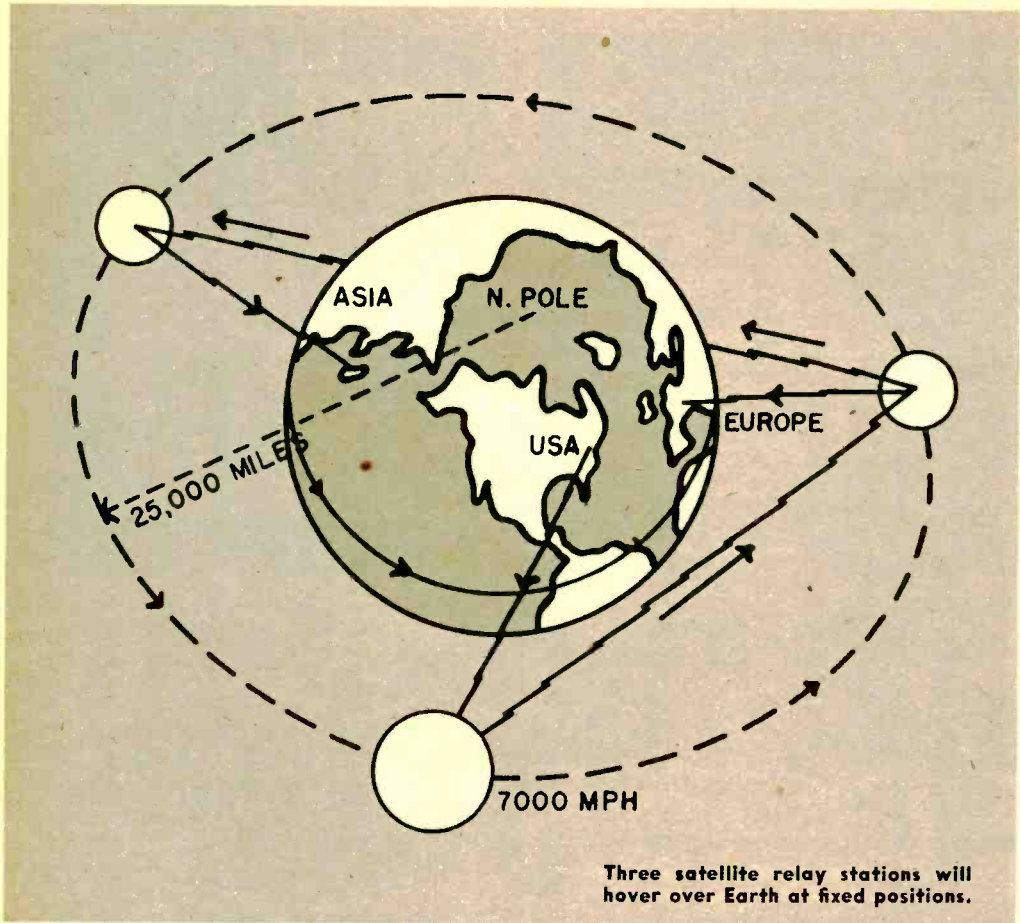 ASIA
N. POLE
USA
EUROPE
25,000 MILES
7000 MPH
Three satellite relay stations will
hover over Earth at fixed positions.